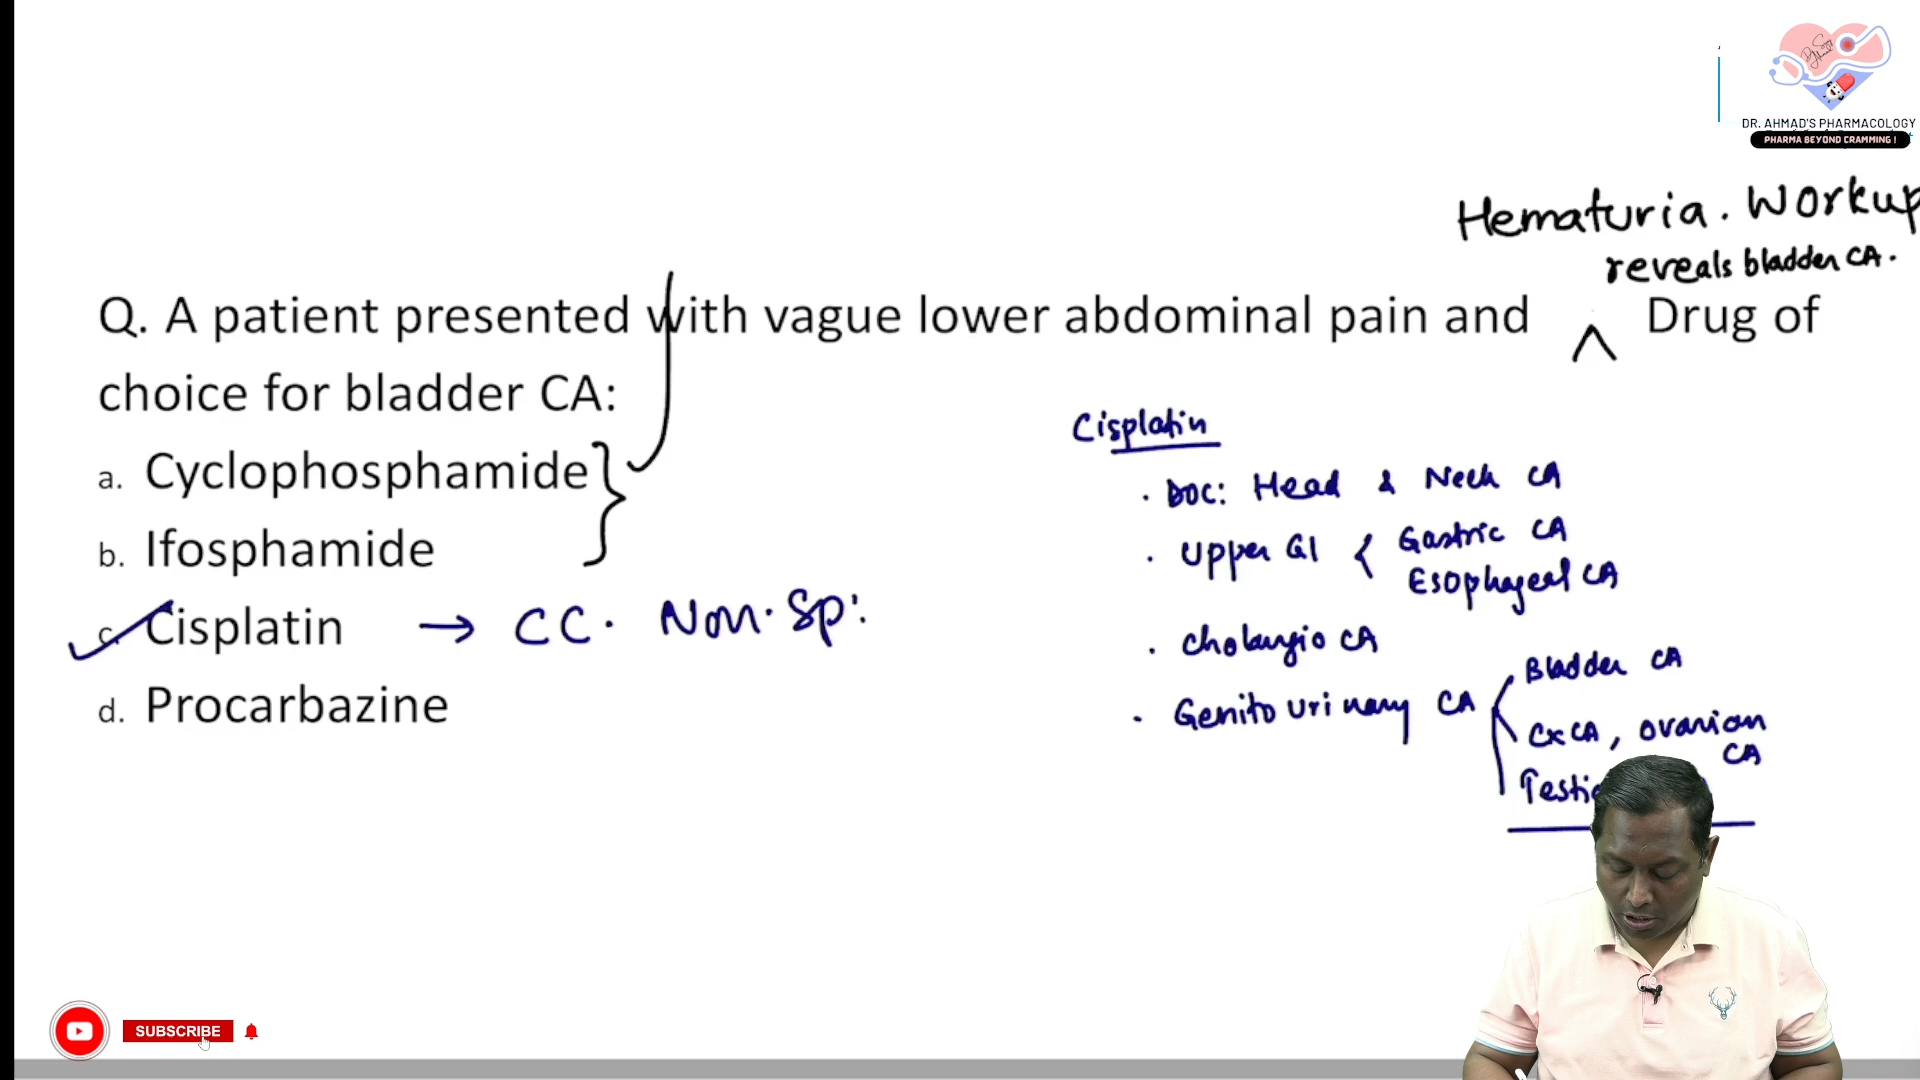 DR. AHMAD'S PHARMACOLOGY
PHARMA BEYOND CRAMMING !
Hematuria. Workup
reveals bladder CA.
Q. A patient presented with vague lower abdominal pain and ^ Drug of
choice for bladder CA:
a. Cyclophosphamide
b. Ifosphamide
c. Cisplatin → CC. Non. Sp:
d. Procarbazine
Cisplatin
. DOC: Head & Neck CA
. Upper GI < Gastric CA
Esophageal CA
. Cholangio CA
. Genito urinary CA
Bladder CA
Cx CA, ovarian
CA
SUBSCRIBE